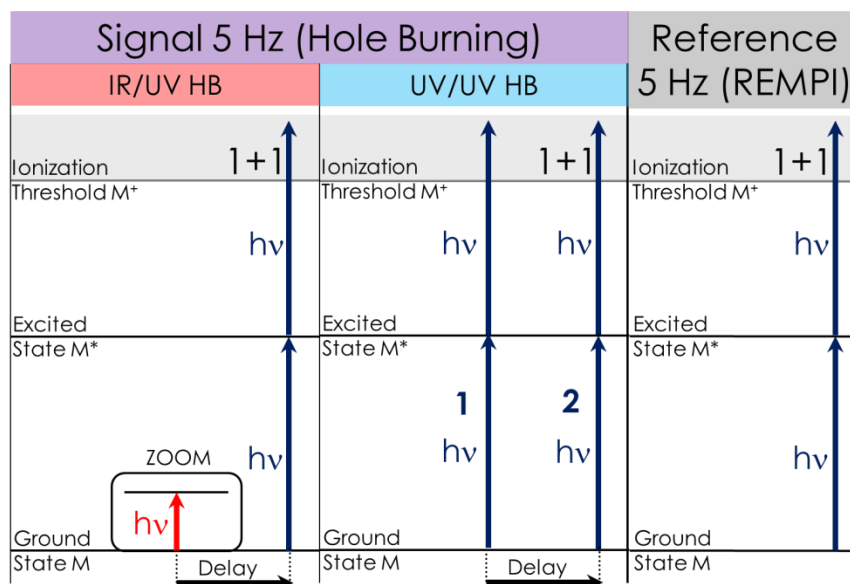 Signal 5 Hz (Hole Burning)
Reference
5 Hz (REMPI)
IR/UV HB
UV/UV HB
Ionization
1+1
Threshold M+
hν
Excited
State M*
hν
ZOOM
hν
Ground
State M
Delay
Ionization
1+1
Threshold M+
hν
hν
Excited
State M*
1
2
hν
hν
Ground
State M
Delay
Ionization
1+1
Threshold M+
hν
Excited
State M*
hν
Ground
State M